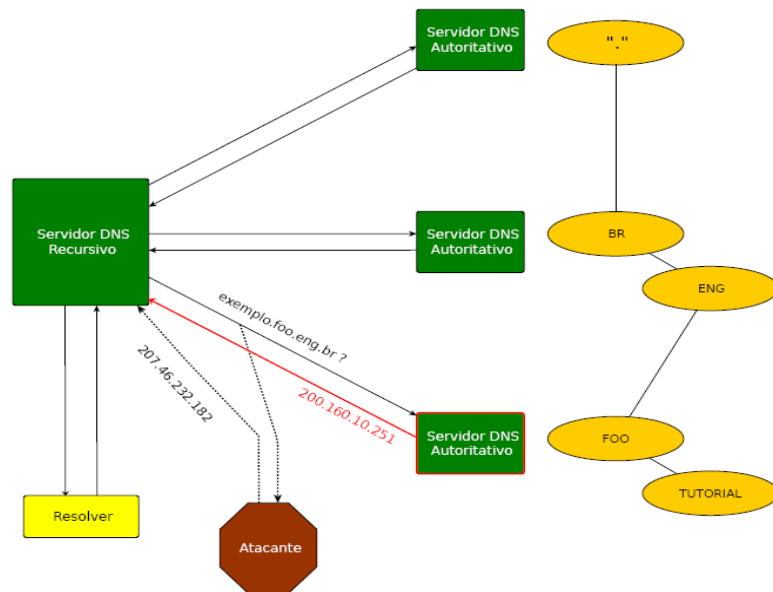 Servidor DNS
Autoritativo
"."
Servidor DNS
Recursivo
Servidor DNS
Autoritativo
BR
ENG
exemplo.foo.eng.br ?
207.46.232.182
200.160.10.251
Servidor DNS
Autoritativo
FOO
TUTORIAL
Resolver
Atacante